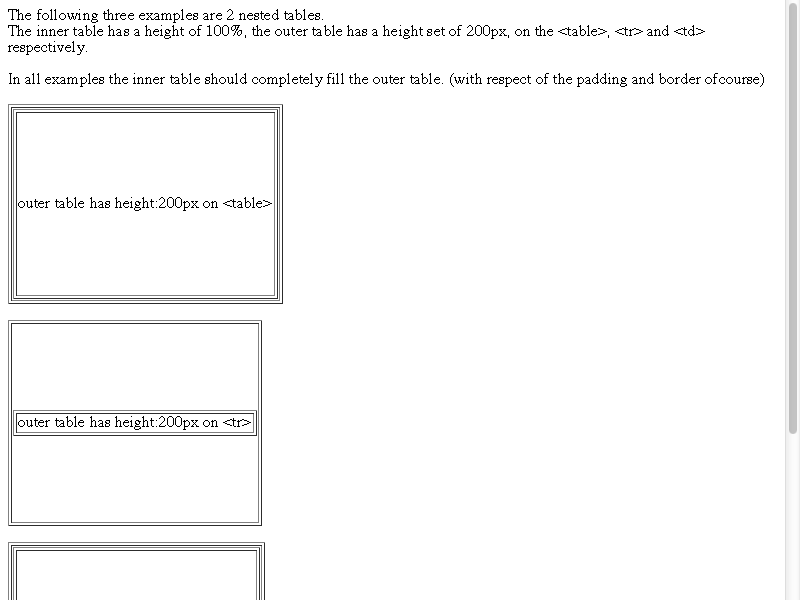 The following three examples are 2 nested tables.
The inner table has a height of 100%, the outer table has a height set of 200px, on the <table>, <tr> and <td>
respectively.
In all examples the inner table should completely fill the outer table. (with respect of the padding and border ofcourse)
outer table has height:200px on <table>
outer table has height:200px on <tr>